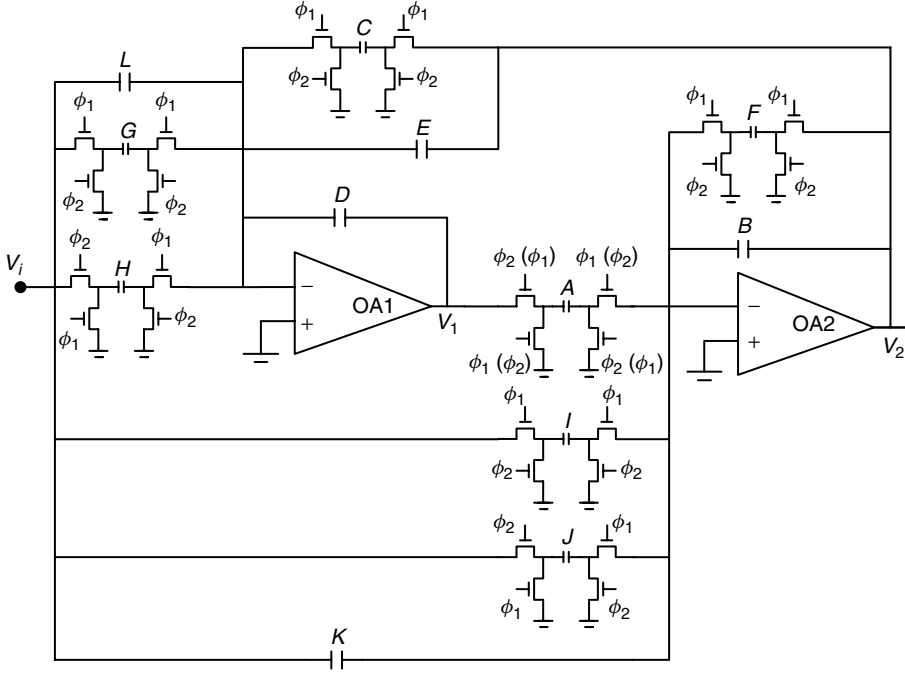 ϕ1 C ϕ1
L
ϕ2 ϕ2
ϕ1 G ϕ1
ϕ1 F ϕ1
E
ϕ2 ϕ2
ϕ2 ϕ2
D
B
Vi
ϕ2 H ϕ1
ϕ2 (ϕ1) A ϕ1 (ϕ2)
− OA1
+
V1
− OA2
+
V2
ϕ1 ϕ2
ϕ1 (ϕ2) ϕ2 (ϕ1)
ϕ1 I ϕ1
ϕ2 ϕ2
ϕ2 J ϕ1
ϕ1 ϕ2
K